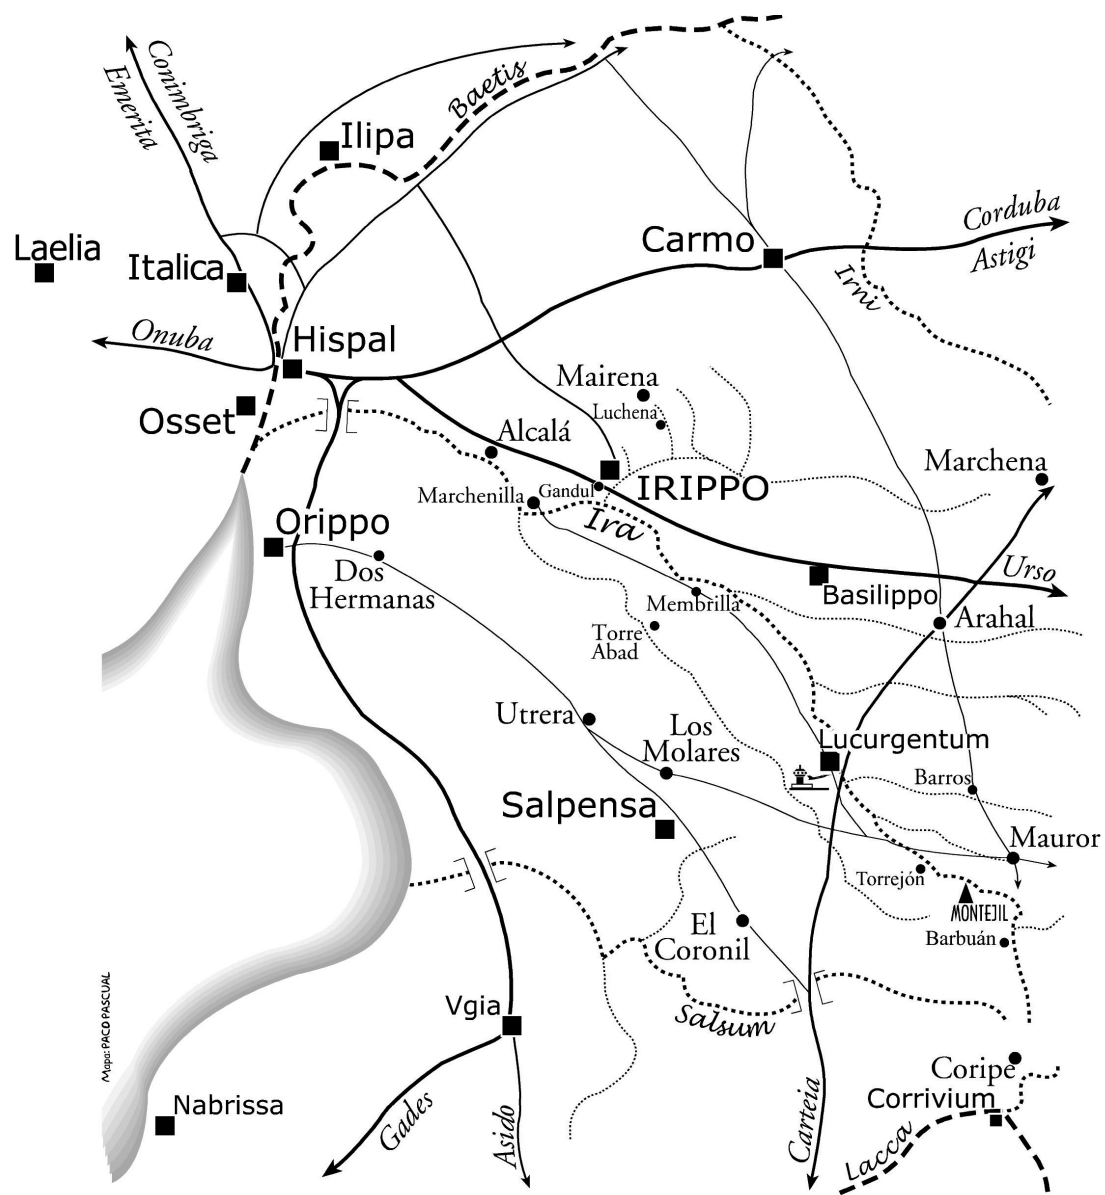 Conimbriga
Emerita
Baetis
Ilipa
Laelia
Italica
Carmo
Corduba
Astigi
Irni
Onuba
Hispal
Osset
Mairena
Luchena
Alcalá
Marchena
Marchenilla
Gandul
IRIPPO
Ira
Orippo
Dos
Hermanas
Urso
Basilippo
Membrilla
Arahal
Torre
Abad
Utrera
Los
Molares
Lucurgentum
Barros
Salpensa
Mauror
Torrejón
MONTEJIL
El
Coronil
Barbuán
Vgia
Salsum
Mapa: PACO PASCUAL
Coripe
Corrivium
Nabrissa
Gades
Asido
Carteia
Lacca